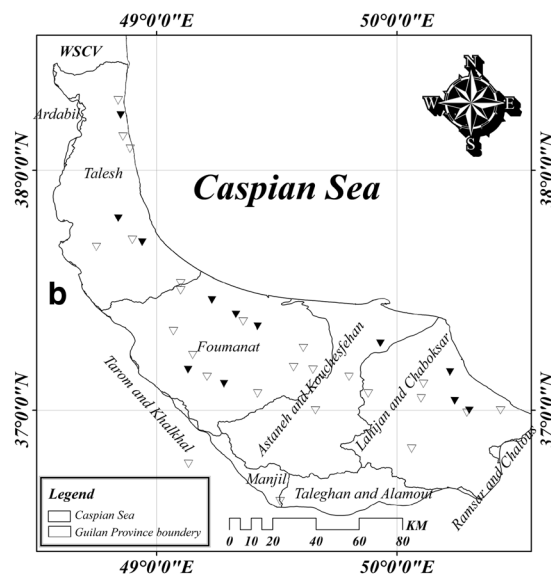 49°0'0"E 50°0'0"E
WSCV
N
W E
S
Ardabil
38°0'0"N 38°0'0"N
Talesh
Caspian Sea
b
Foumanat
Astaneh and Kouchesfehan
Lahijan and Chaboksar
Tarom and Khalkhal
37°0'0"N 37°0'0"N
Ramsar and Chalous
Manjil
Taleghan and Alamout
Legend
Caspian Sea
Guilan Province boundary
KM
0 10 20 40 60 80
49°0'0"E 50°0'0"E